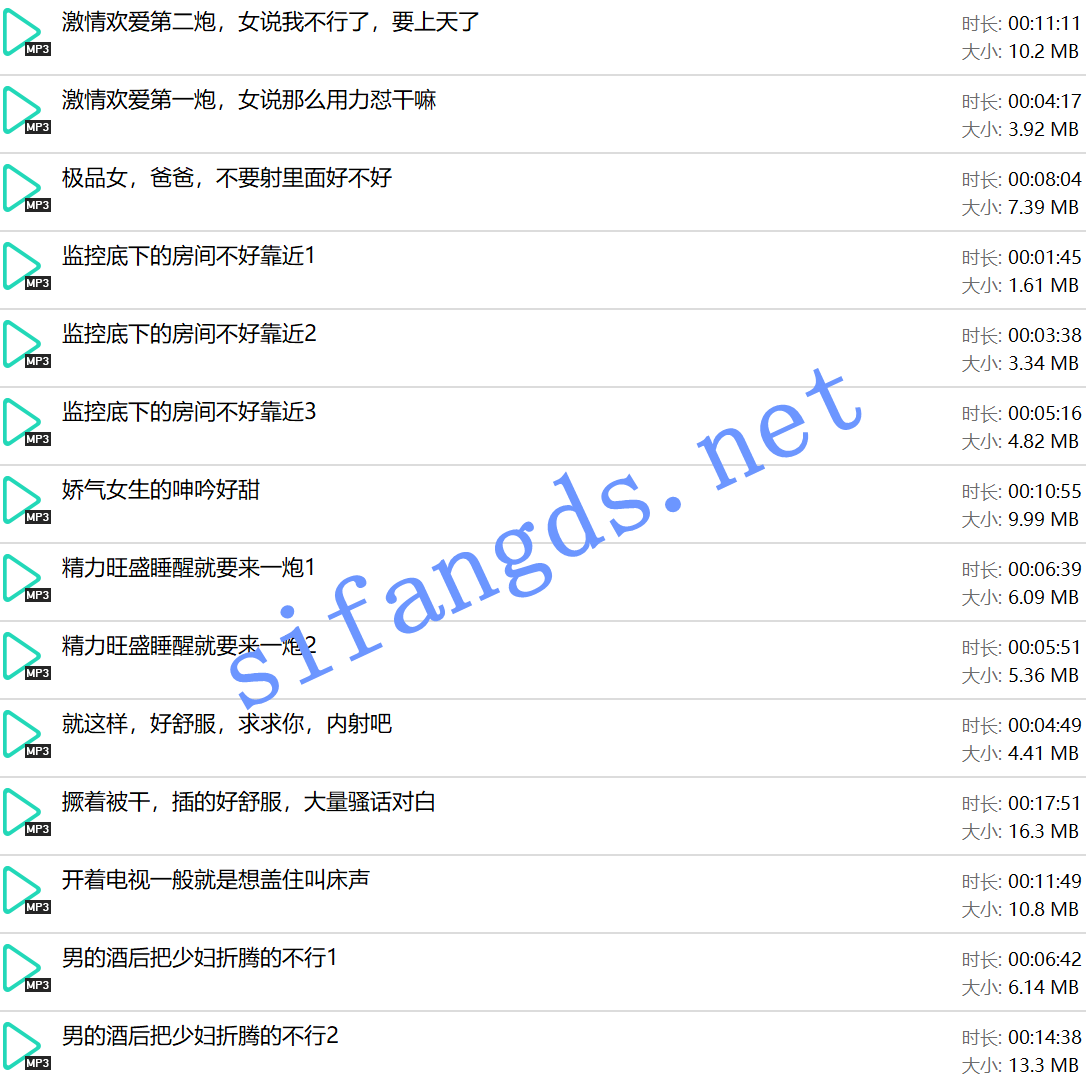 激情欢爱第二炮，女说我不行了，要上天了
时长: 00:11:11
MP3
大小: 10.2 MB
激情欢爱第一炮，女说那么用力怼干嘛
时长: 00:04:17
MP3
大小: 3.92 MB
极品女，爸爸，不要射里面好不好
时长: 00:08:04
MP3
大小: 7.39 MB
监控底下的房间不好靠近1
时长: 00:01:45
MP3
大小: 1.61 MB
监控底下的房间不好靠近2
时长: 00:03:38
MP3
大小: 3.34 MB
监控底下的房间不好靠近3
时长: 00:05:16
MP3
大小: 4.82 MB
娇气女生的呻吟好甜
时长: 00:10:55
MP3
大小: 9.99 MB
精力旺盛睡醒就要来一炮1
时长: 00:06:39
MP3
大小: 6.09 MB
精力旺盛睡醒就要来一炮2
时长: 00:05:51
MP3
大小: 5.36 MB
就这样，好舒服，求求你，内射吧
时长: 00:04:49
MP3
大小: 4.41 MB
撅着被干，插的好舒服，大量骚话对白
时长: 00:17:51
MP3
大小: 16.3 MB
开着电视一般就是想盖住叫床声
时长: 00:11:49
MP3
大小: 10.8 MB
男的酒后把少妇折腾的不行1
时长: 00:06:42
MP3
大小: 6.14 MB
男的酒后把少妇折腾的不行2
时长: 00:14:38
MP3
大小: 13.3 MB
sifangds.net